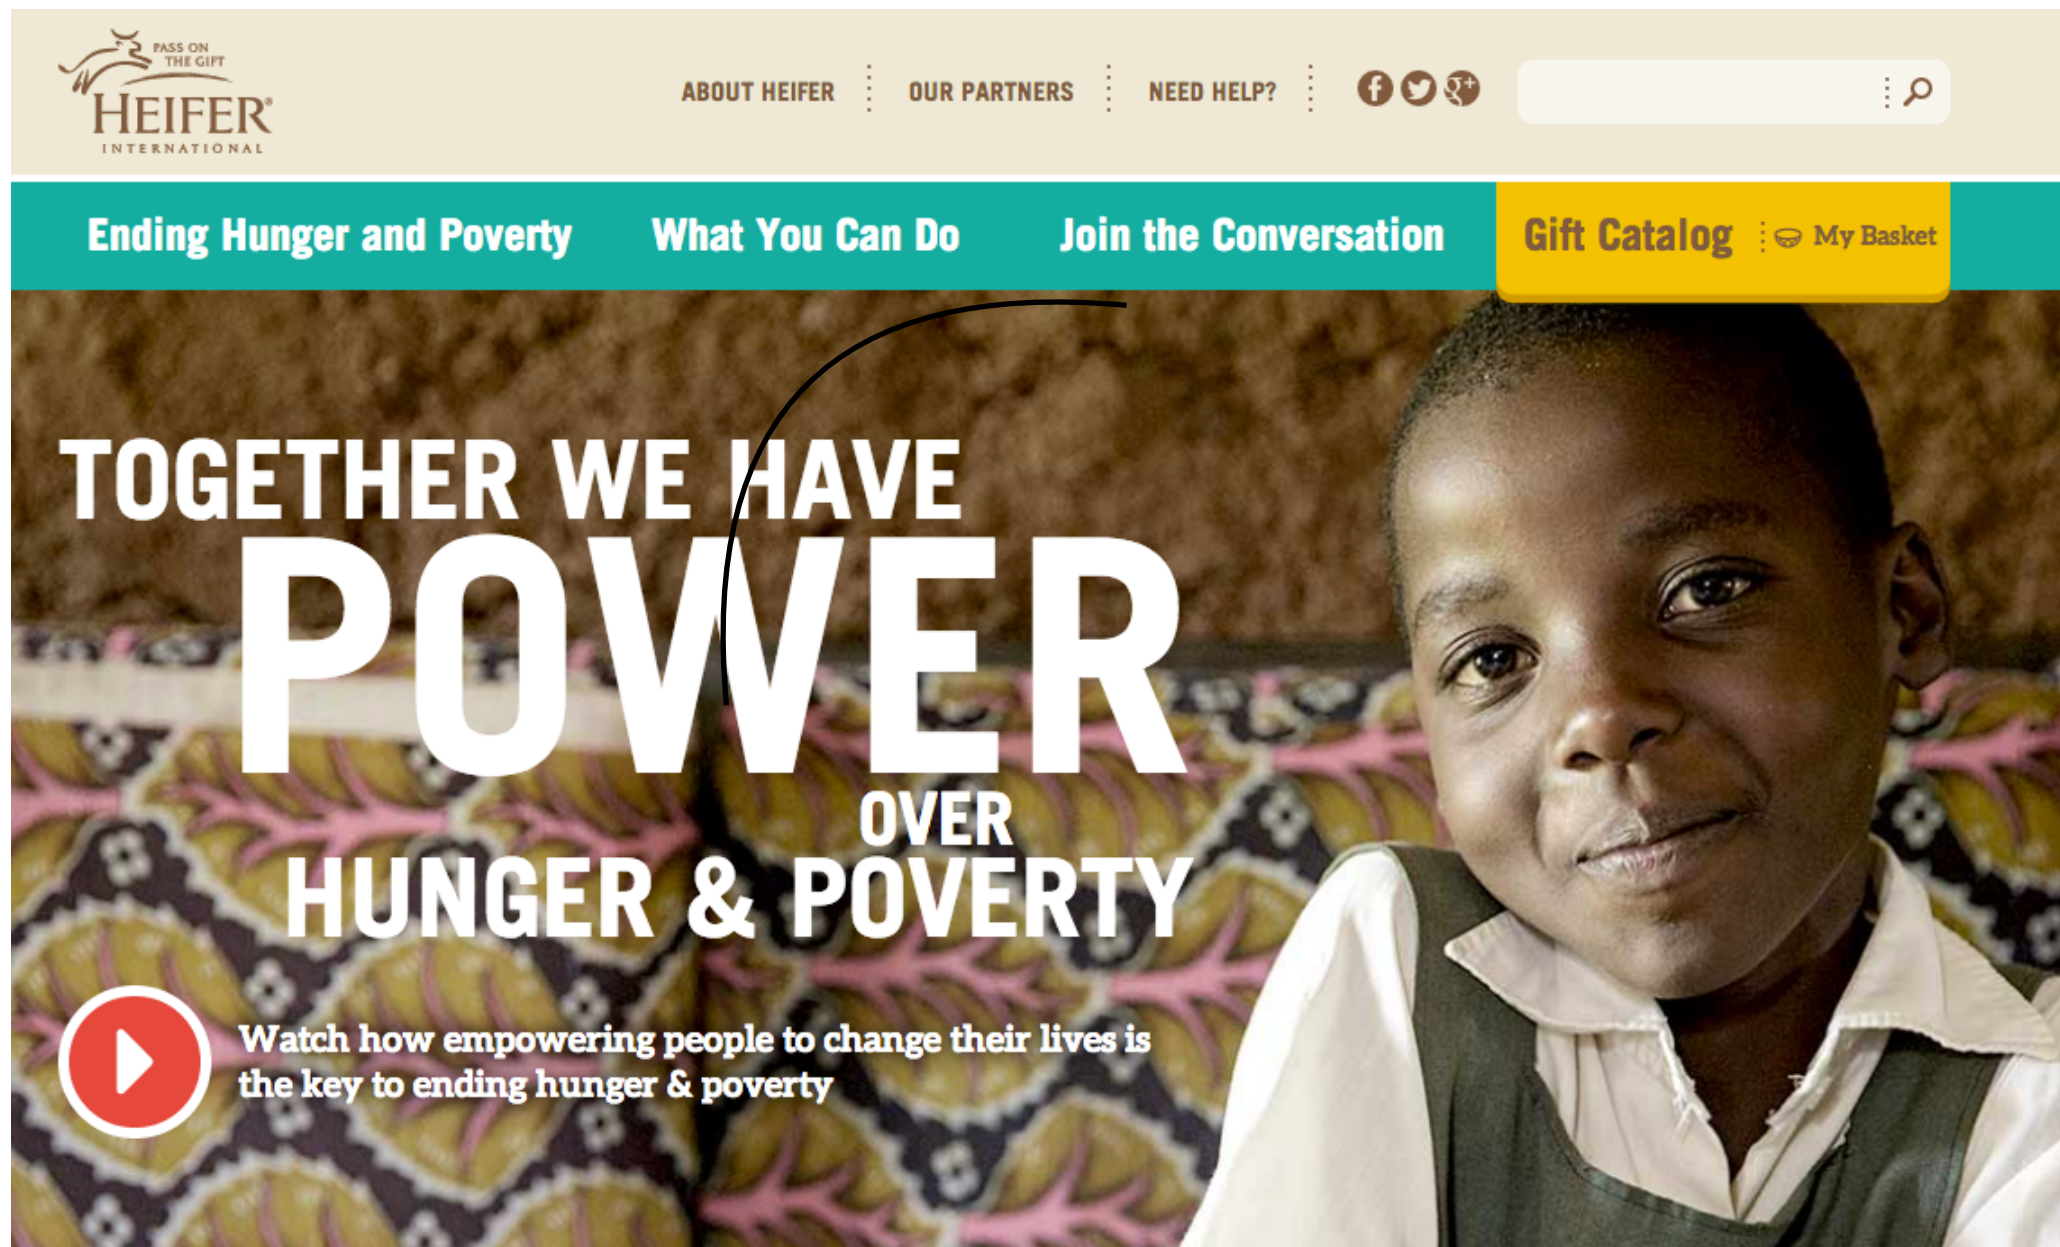 PASS ON
THE GIFT
HEIFER®
INTERNATIONAL
ABOUT HEIFER
OUR PARTNERS
NEED HELP?
Ending Hunger and Poverty
What You Can Do
Join the Conversation
Gift Catalog
My Basket
TOGETHER WE HAVE
POWER
OVER
HUNGER & POVERTY
Watch how empowering people to change their lives is
the key to ending hunger & poverty